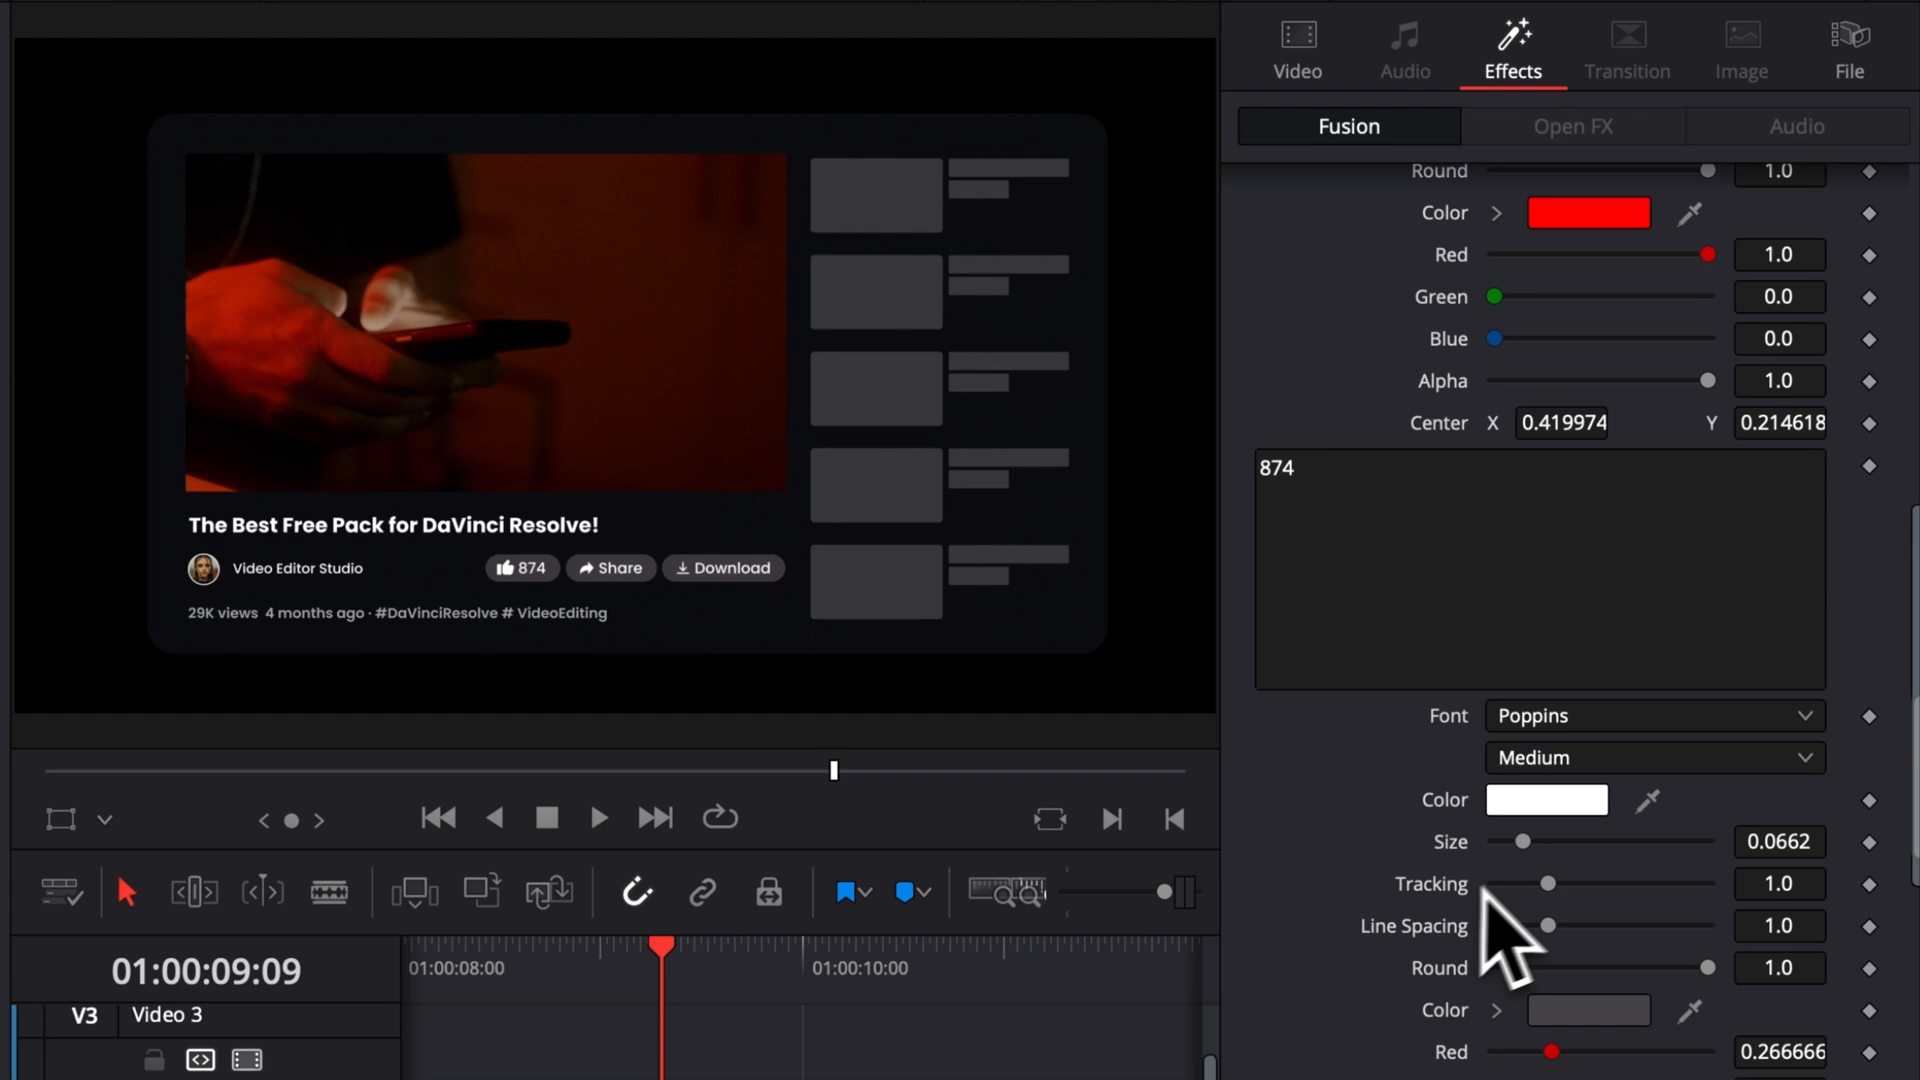 Video Audio Effects Transition Image File
Fusion Open FX Audio
Round 1.0
Color
Red 1.0
Green 0.0
Blue 0.0
Alpha 1.0
Center X 0.419974 Y 0.214618
874
Font Poppins
Medium
Color
Size 0.0662
Tracking 1.0
Line Spacing 1.0
Round 1.0
Color
Red 0.266666
The Best Free Pack for DaVinci Resolve!
Video Editor Studio 874 Share Download
29K views 4 months ago · #DaVinciResolve # VideoEditing
01:00:09:09 01:00:08:00 01:00:10:00
V3 Video 3